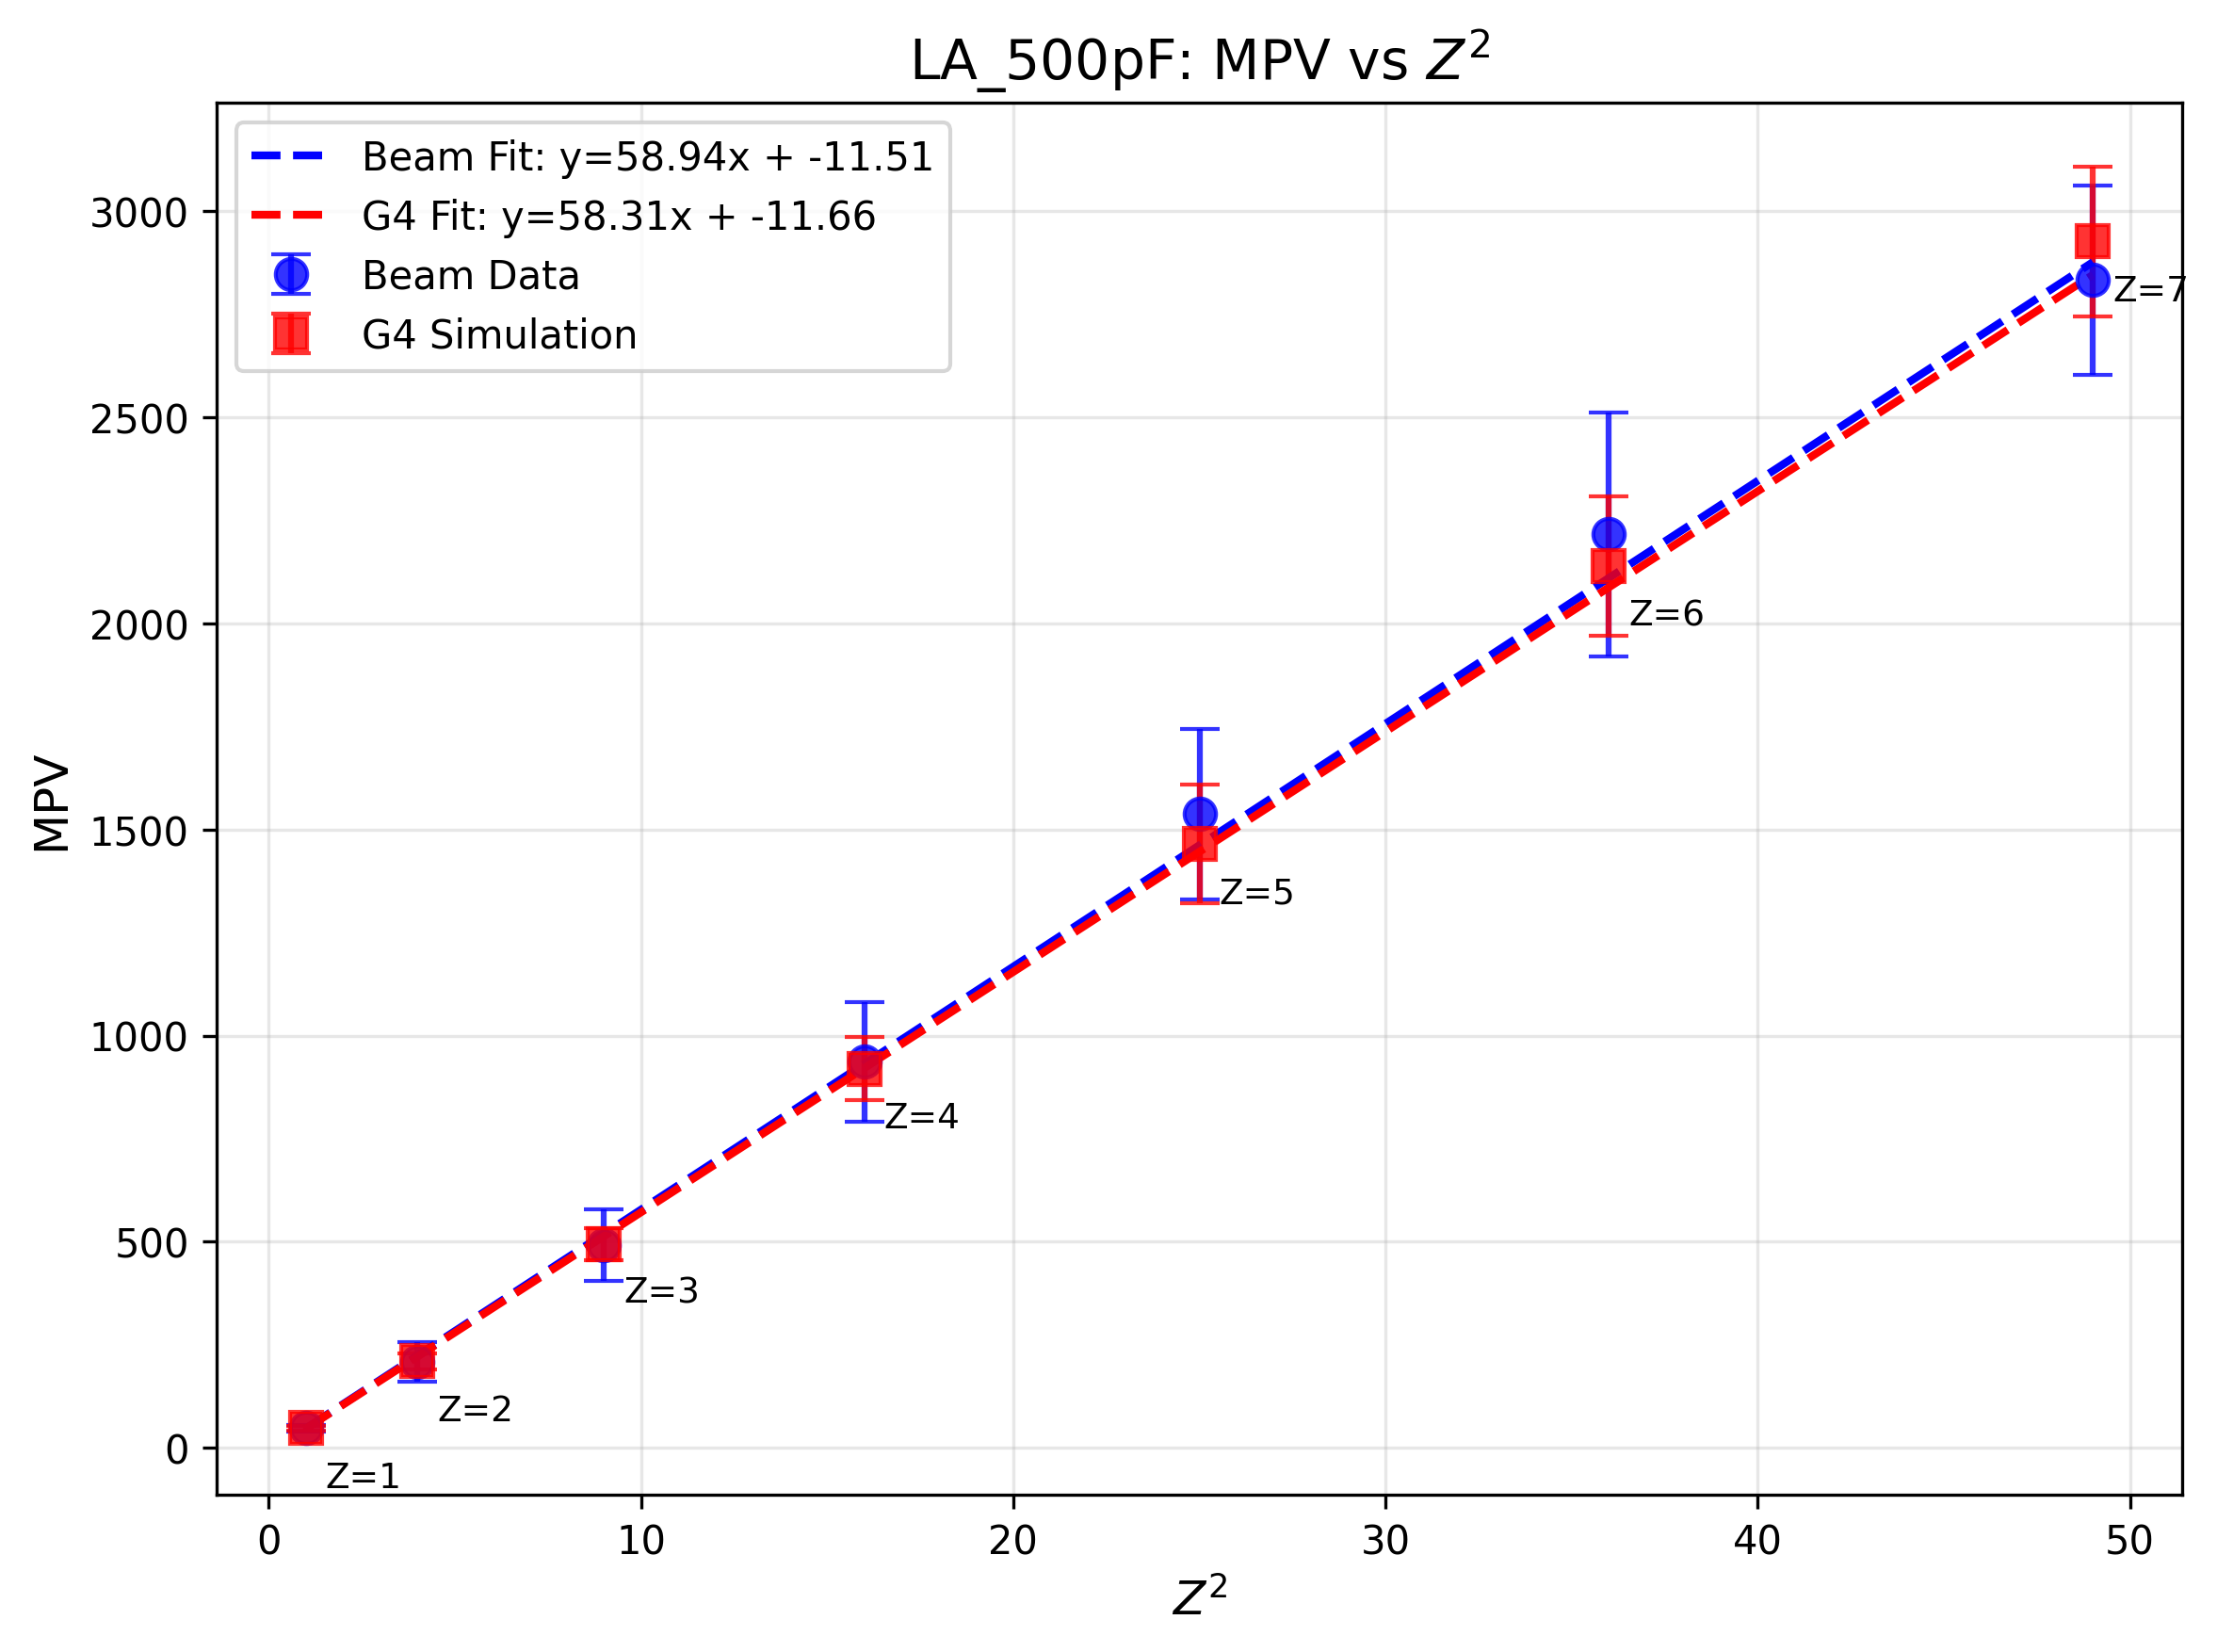 LA_500pF: MPV vs Z²
Beam Fit: y=58.94x + -11.51
G4 Fit: y=58.31x + -11.66
Beam Data
G4 Simulation
3000
2500
2000
1500
1000
500
0
MPV
Z=7
Z=6
Z=5
Z=4
Z=3
Z=2
Z=1
0 10 20 30 40 50
Z²